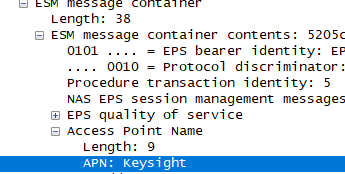 ESM message container
Length: 38
ESM message container contents: 5205c
0101 .... = EPS bearer identity: EP
.... 0010 = Protocol discriminator:
Procedure transaction identity: 5
NAS EPS session management messages
EPS quality of service
Access Point Name
Length: 9
APN: Keysight